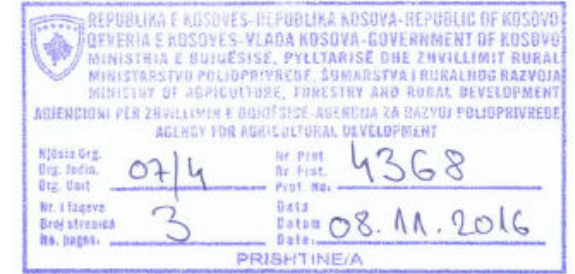 REPUBLIKA E KOSOVËS-REPUBLIKA KOSOVA-REPUBLIC OF KOSOVO
QEVERIA E KOSOVËS-VLADA KOSOVA-GOVERNMENT OF KOSOVO
MINISTRIA E BUJQËSISË, PYLLTARISË DHE ZHVILLIMIT RURAL
MINISTARSTVO POLJOPRIVREDE, ŠUMARSTVA I RURALNOG RAZVOJA
MINISTRY OF AGRICULTURE, FORESTRY AND RURAL DEVELOPMENT
AGJENCIONI PËR ZHVILLIMIN E BUJQËSISË-AGENCIJA ZA RAZVOJ POLJOPRIVREDE
AGENCY FOR AGRICULTURAL DEVELOPMENT
Njësia Org.
Org. Jedin.
Org. Unit
07/4
Nr. Prot
Br. Prot.
Prot. No.
4368
Nr. i faqeve
Broj stranica
No. pages.
3
Data
Datum
Date:
08.11.2016
PRISHTINE/A